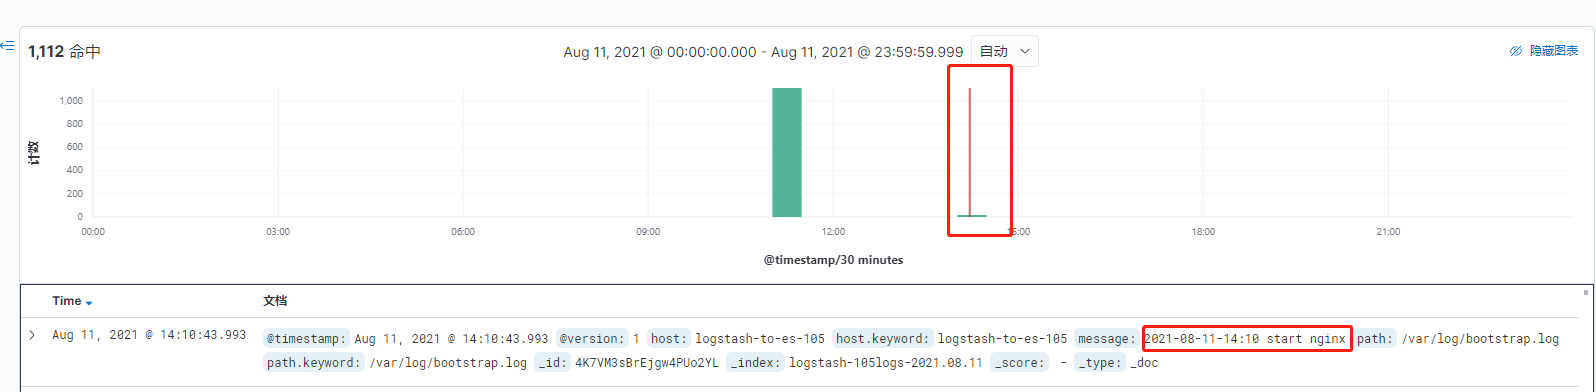 1,112 命中
Aug 11, 2021 @ 00:00:00.000 - Aug 11, 2021 @ 23:59:59.999 自动
隐藏图表
计数
1,000
800
600
400
200
0
00:00 03:00 06:00 09:00 12:00 15:00 18:00 21:00
@timestamp/30 minutes
Time 文档
Aug 11, 2021 @ 14:10:43.993 @timestamp: Aug 11, 2021 @ 14:10:43.993 @version: 1 host: logstash-to-es-105 host.keyword: logstash-to-es-105 message: 2021-08-11-14:10 start nginx path: /var/log/bootstrap.log
path.keyword: /var/log/bootstrap.log _id: 4K7VM3sBrEjgw4PUo2YL _index: logstash-105logs-2021.08.11 _score: - _type: _doc